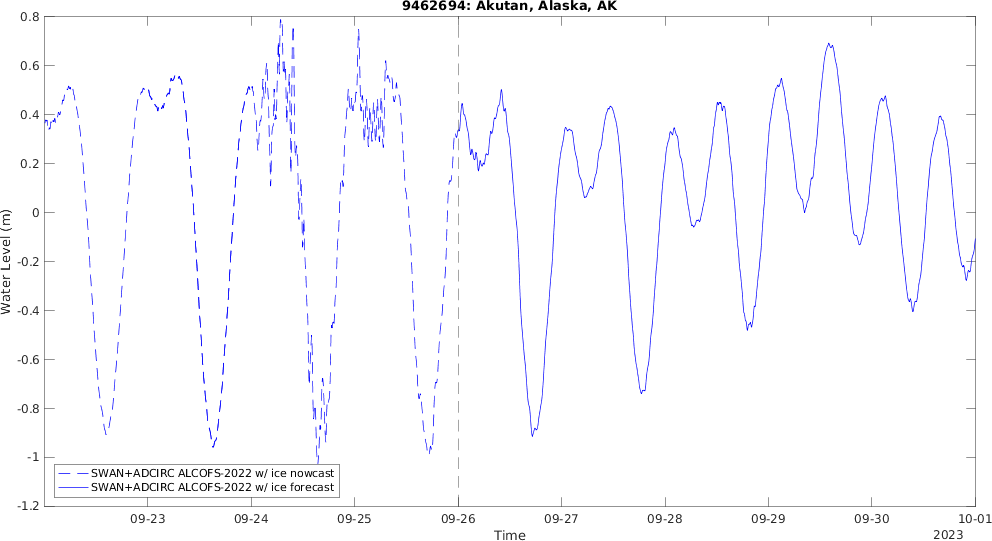 9462694: Akutan, Alaska, AK
Water Level (m)
0.8
0.6
0.4
0.2
0
-0.2
-0.4
-0.6
-0.8
-1
-1.2
SWAN+ADCIRC ALCOFS-2022 w/ ice nowcast
SWAN+ADCIRC ALCOFS-2022 w/ ice forecast
09-23 09-24 09-25 09-26 09-27 09-28 09-29 09-30 10-01
Time
2023